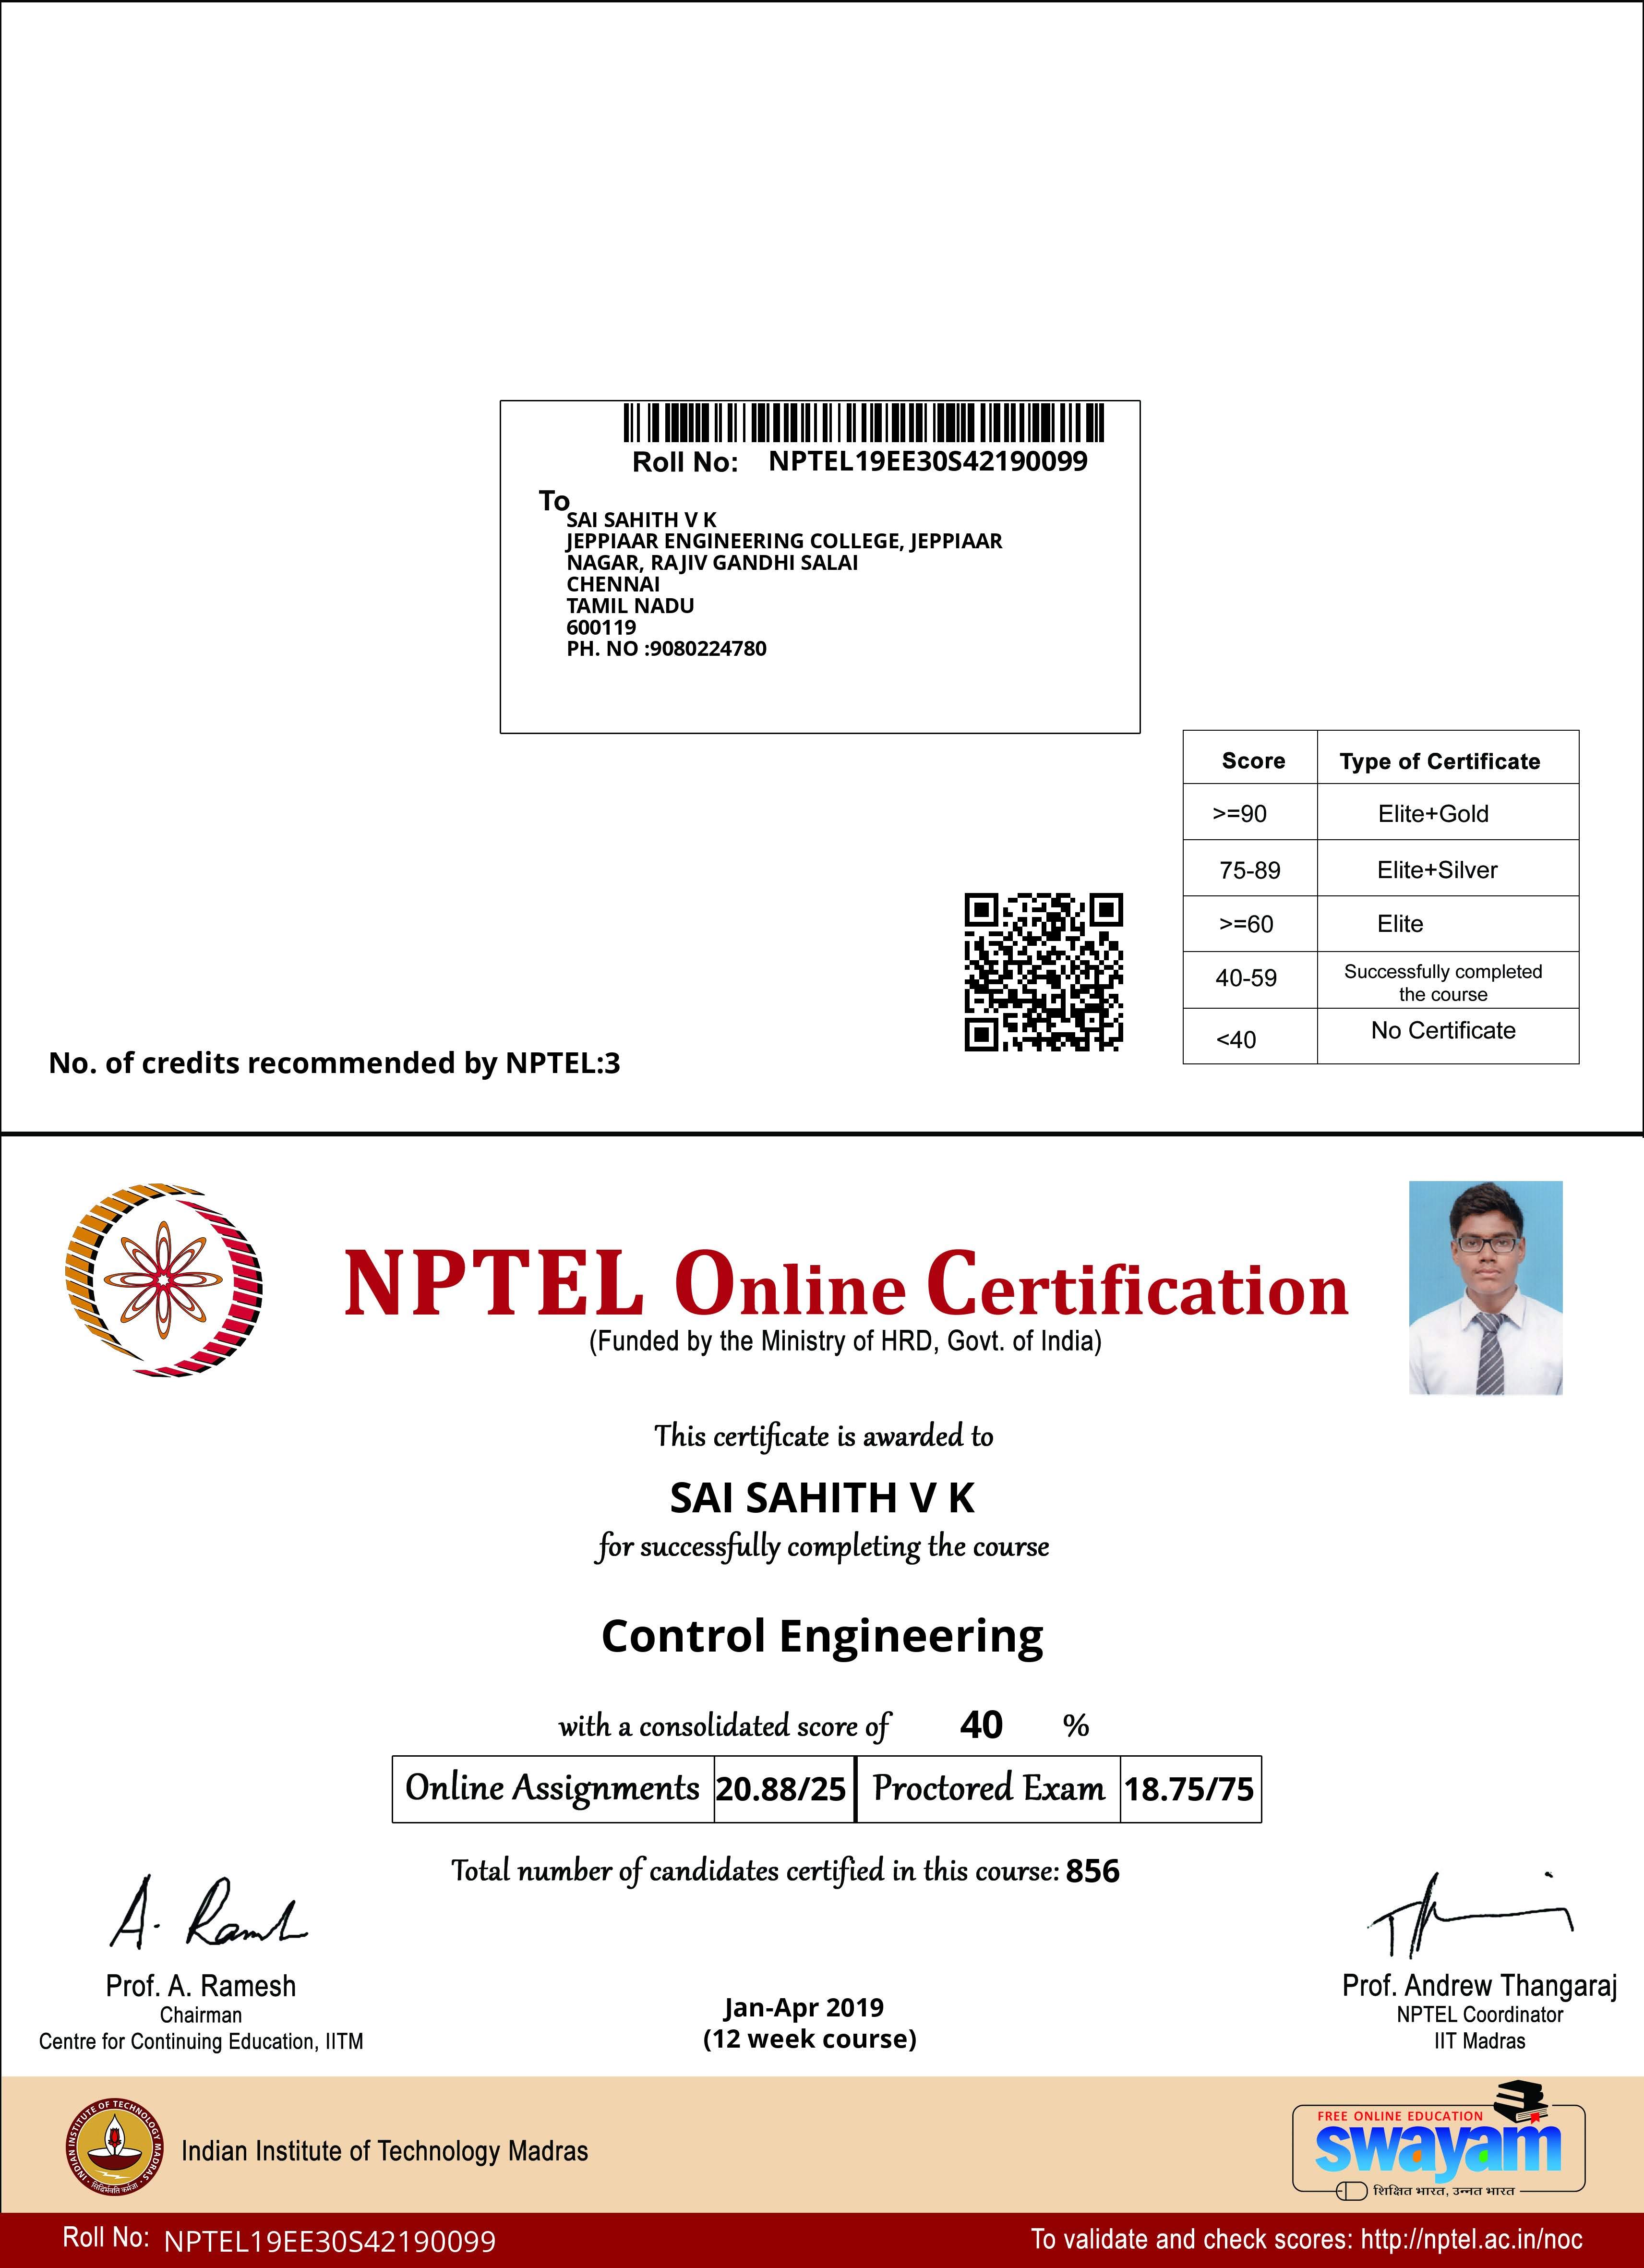 Roll No: NPTEL19EE30S42190099
To
SAI SAHITH V K
JEPPIAAR ENGINEERING COLLEGE, JEPPIAAR
NAGAR, RAJIV GANDHI SALAI
CHENNAI
TAMIL NADU
600119
PH. NO :9080224780
Score Type of Certificate
>=90 Elite+Gold
75-89 Elite+Silver
>=60 Elite
40-59 Successfully completed
the course
<40 No Certificate
No. of credits recommended by NPTEL:3
NPTEL Online Certification
(Funded by the Ministry of HRD, Govt. of India)
This certificate is awarded to
SAI SAHITH V K
for successfully completing the course
Control Engineering
with a consolidated score of 40 %
Online Assignments 20.88/25 Proctored Exam 18.75/75
Total number of candidates certified in this course: 856
A. Ramesh
Prof. A. Ramesh
Chairman
Centre for Continuing Education, IITM
Jan-Apr 2019
(12 week course)
Prof. Andrew Thangaraj
NPTEL Coordinator
IIT Madras
INDIAN INSTITUTE OF TECHNOLOGY MADRAS
सिद्धिर्भवति कर्मजा
Indian Institute of Technology Madras
FREE ONLINE EDUCATION
swayam
शिक्षित भारत, उन्नत भारत
Roll No: NPTEL19EE30S42190099
To validate and check scores: http://nptel.ac.in/noc